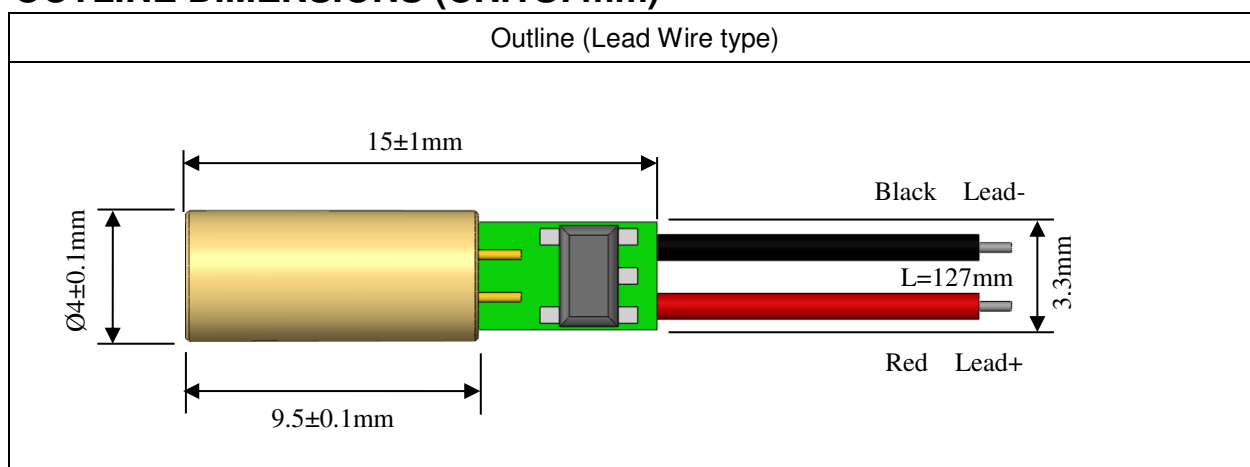 OUTLINE DIMENSIONS (UNITS: mm)
Outline (Lead Wire type)
15±1mm
Black Lead-
Ø4±0.1mm
L=127mm
3.3mm
Red Lead+
9.5±0.1mm